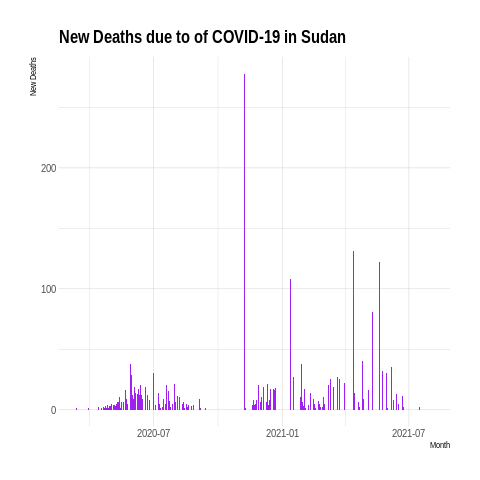 New Deaths due to of COVID-19 in Sudan
New Deaths
200
100
0
2020-07
2021-01
2021-07
Month